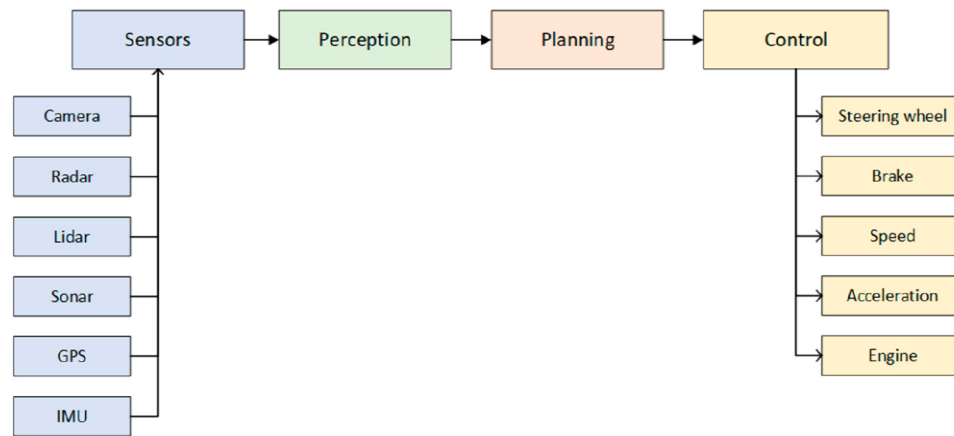 Sensors
Perception
Planning
Control
Camera
Radar
Lidar
Sonar
GPS
IMU
Steering wheel
Brake
Speed
Acceleration
Engine